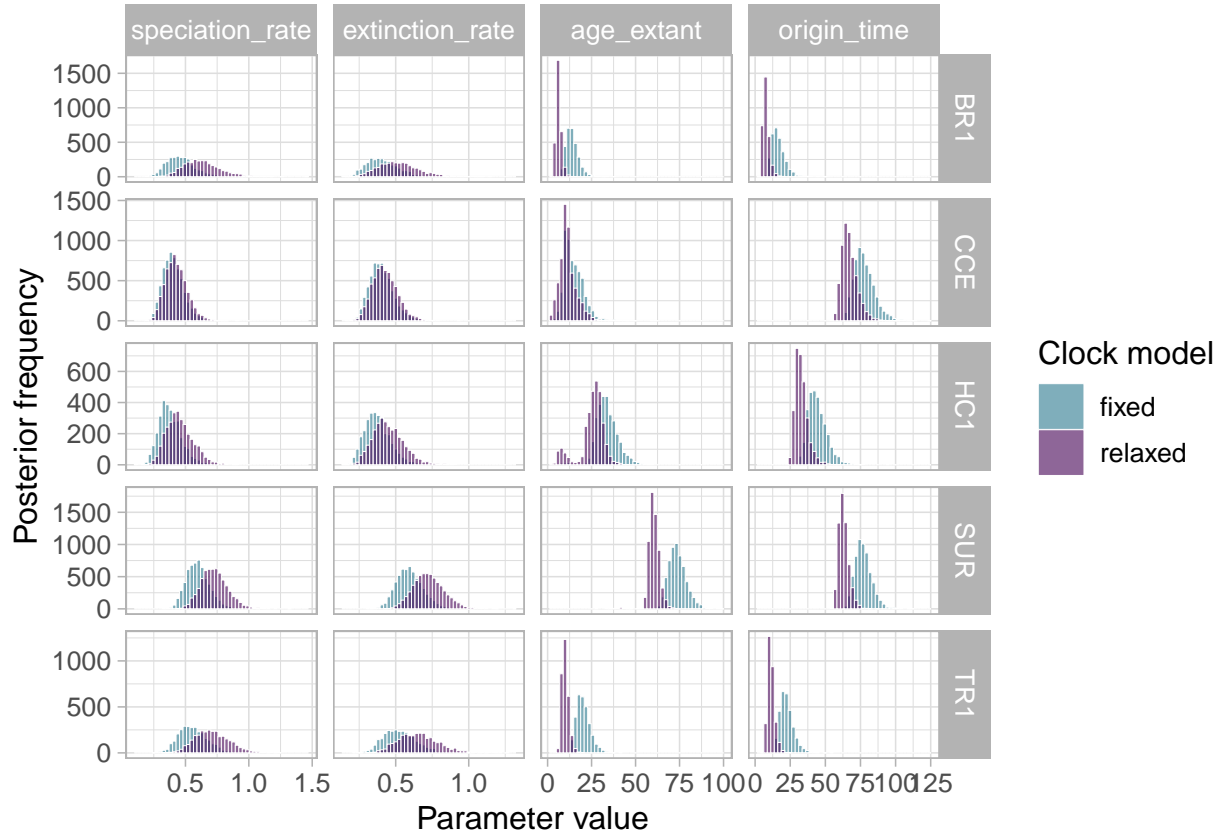 speciation_rate extinction_rate age_extant origin_time
1500
1000
500
0
BR1
1500
1000
500
0
CCE
600
400
200
0
HC1
1500
1000
500
0
SUR
1000
500
0
TR1
0.5 1.0 1.5 0.5 1.0 0 25 50 75 100 0 25 50 75 100 125
Parameter value
Posterior frequency
Clock model
fixed
relaxed